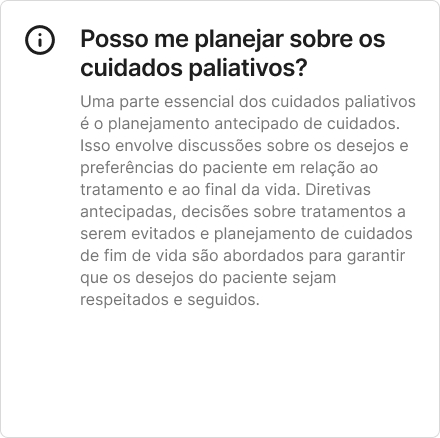 Posso me planejar sobre os
cuidados paliativos?
Uma parte essencial dos cuidados paliativos
é o planejamento antecipado de cuidados.
Isso envolve discussões sobre os desejos e
preferências do paciente em relação ao
tratamento e ao final da vida. Diretivas
antecipadas, decisões sobre tratamentos a
serem evitados e planejamento de cuidados
de fim de vida são abordados para garantir
que os desejos do paciente sejam
respeitados e seguidos.